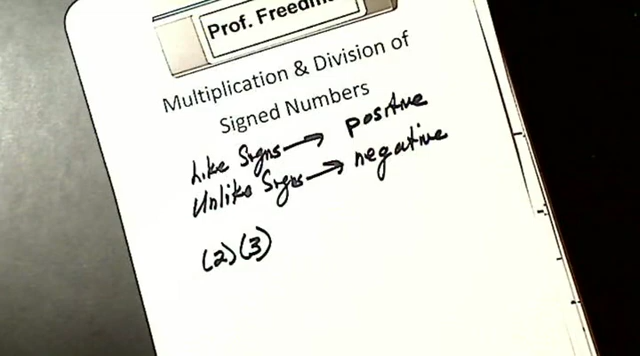 Prof. Freedm
Multiplication & Division of
Signed Numbers
Like Signs → positive
Unlike Signs → negative
(2)(3)